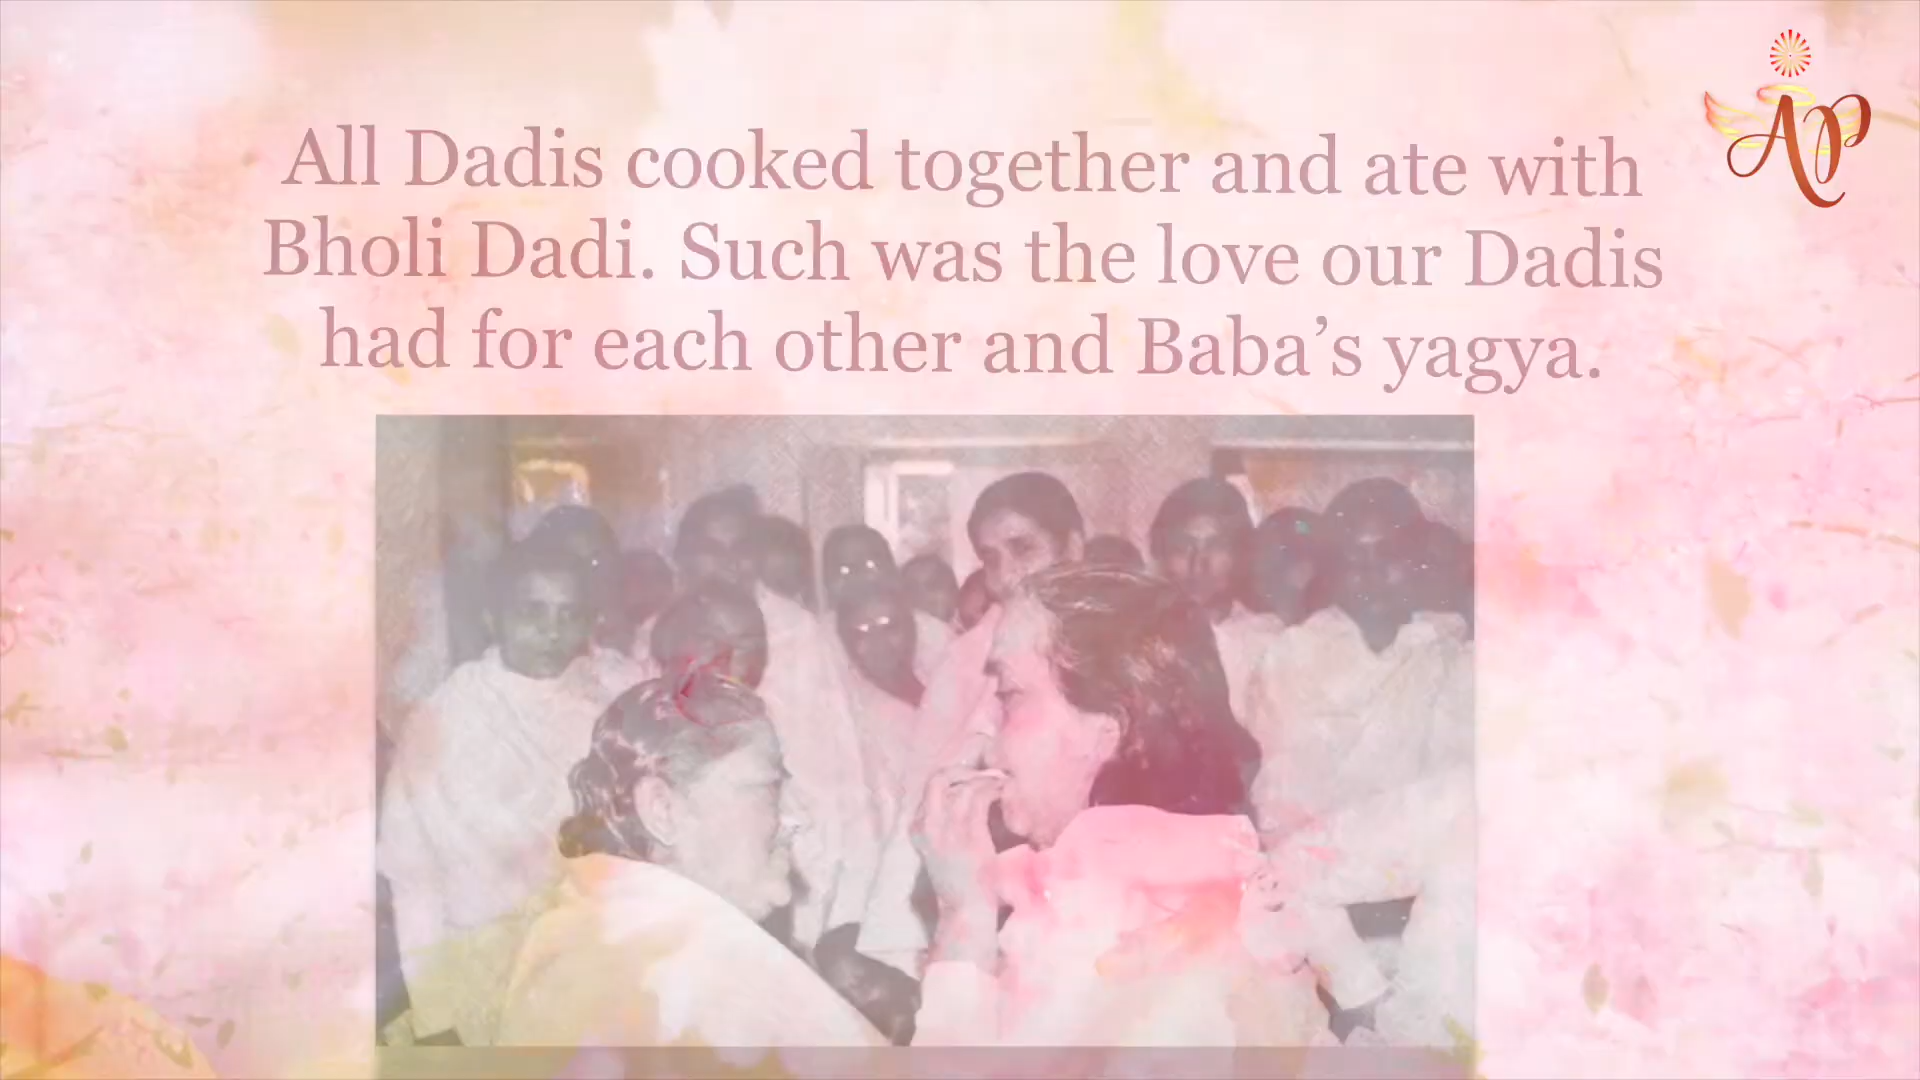 All Dadis cooked together and ate with
Bholi Dadi. Such was the love our Dadis
had for each other and Baba’s yagya.
AP